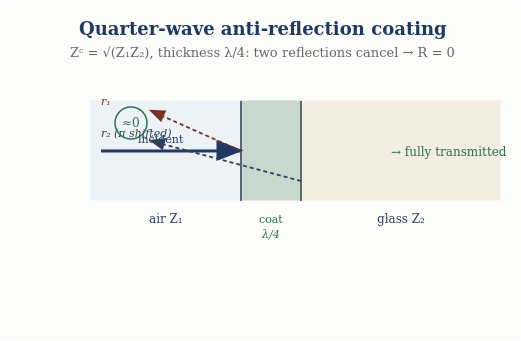 Quarter-wave anti-reflection coating
Zᶜ = √(Z₁Z₂), thickness λ/4: two reflections cancel → R = 0
r₁
≈0
r₂ (π shifted)
incident
→ fully transmitted
air Z₁
coat
λ/4
glass Z₂